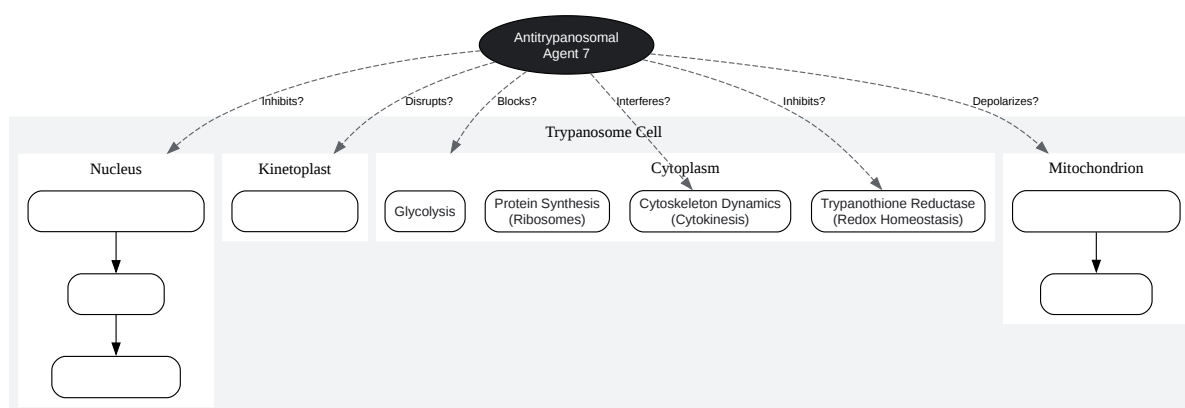 Antitrypanosomal
Agent 7
Inhibits?
Disrupts?
Blocks?
Interferes?
Inhibits?
Depolarizes?
Trypanosome Cell
Nucleus
Kinetoplast
Cytoplasm
Mitochondrion
Glycolysis
Protein Synthesis
(Ribosomes)
Cytoskeleton Dynamics
(Cytokinesis)
Trypanothione Reductase
(Redox Homeostasis)